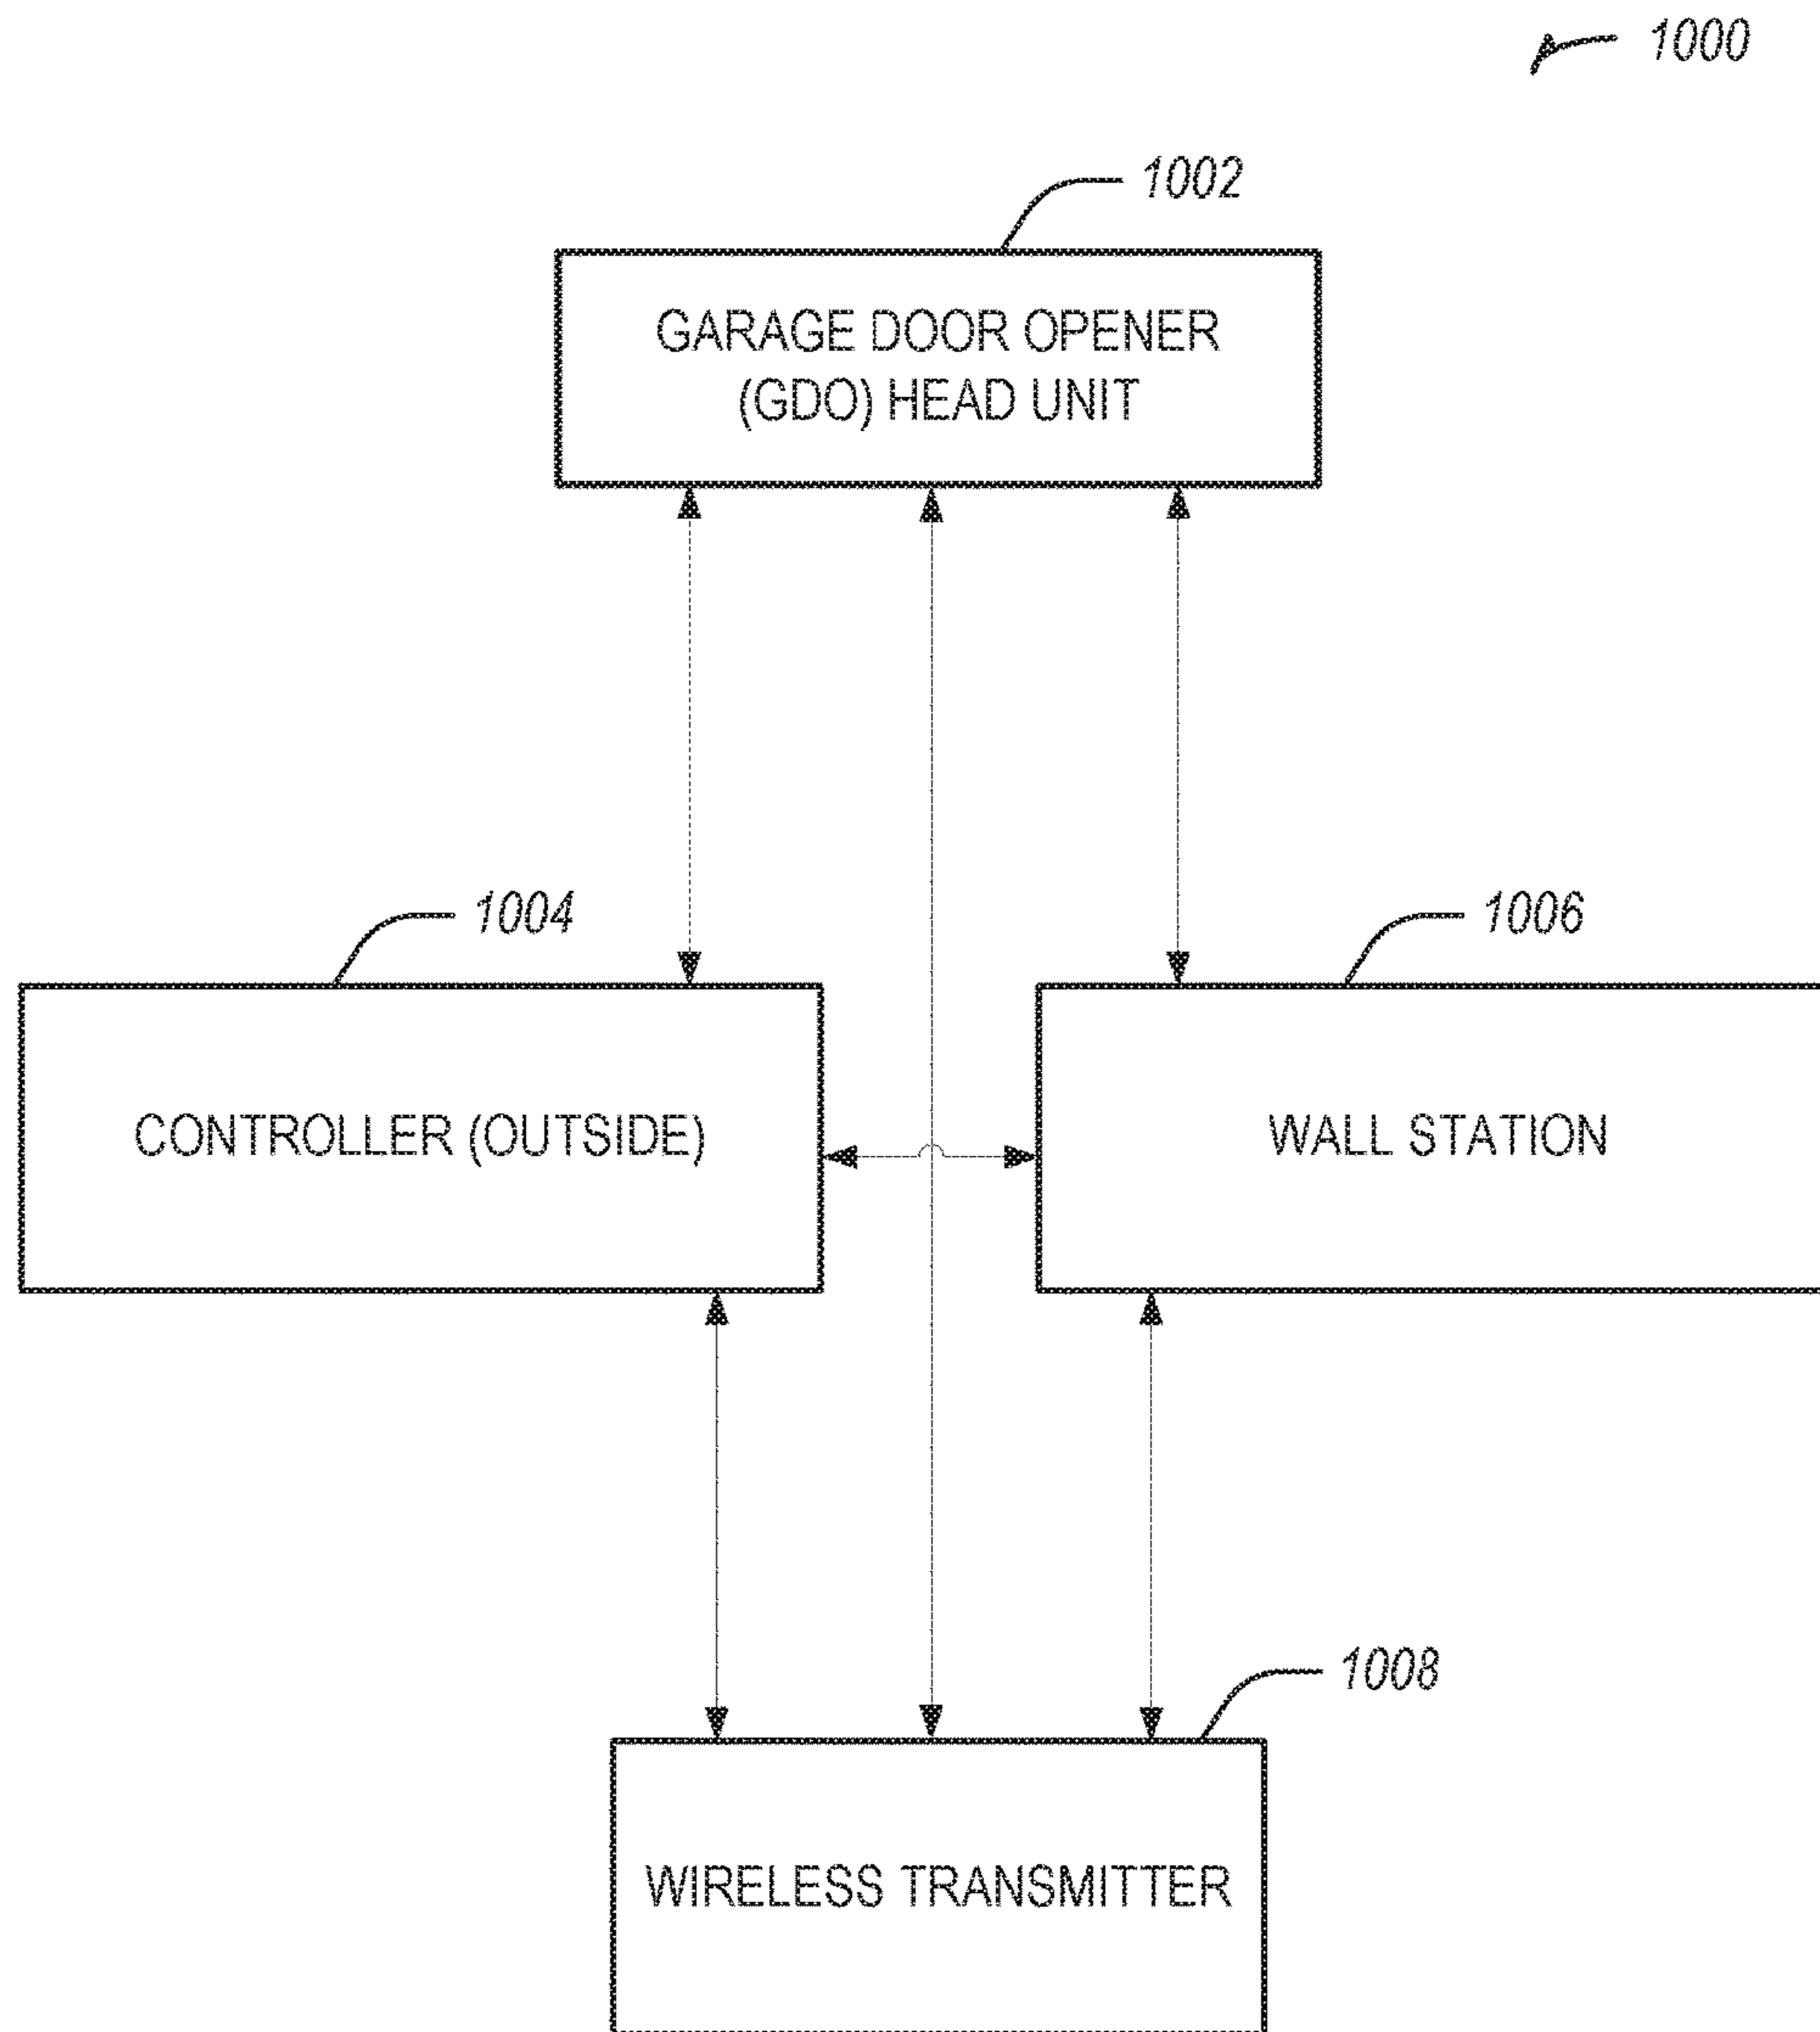 1000
1002
GARAGE DOOR OPENER
(GDO) HEAD UNIT
1004
1006
CONTROLLER (OUTSIDE)
WALL STATION
1008
WIRELESS TRANSMITTER